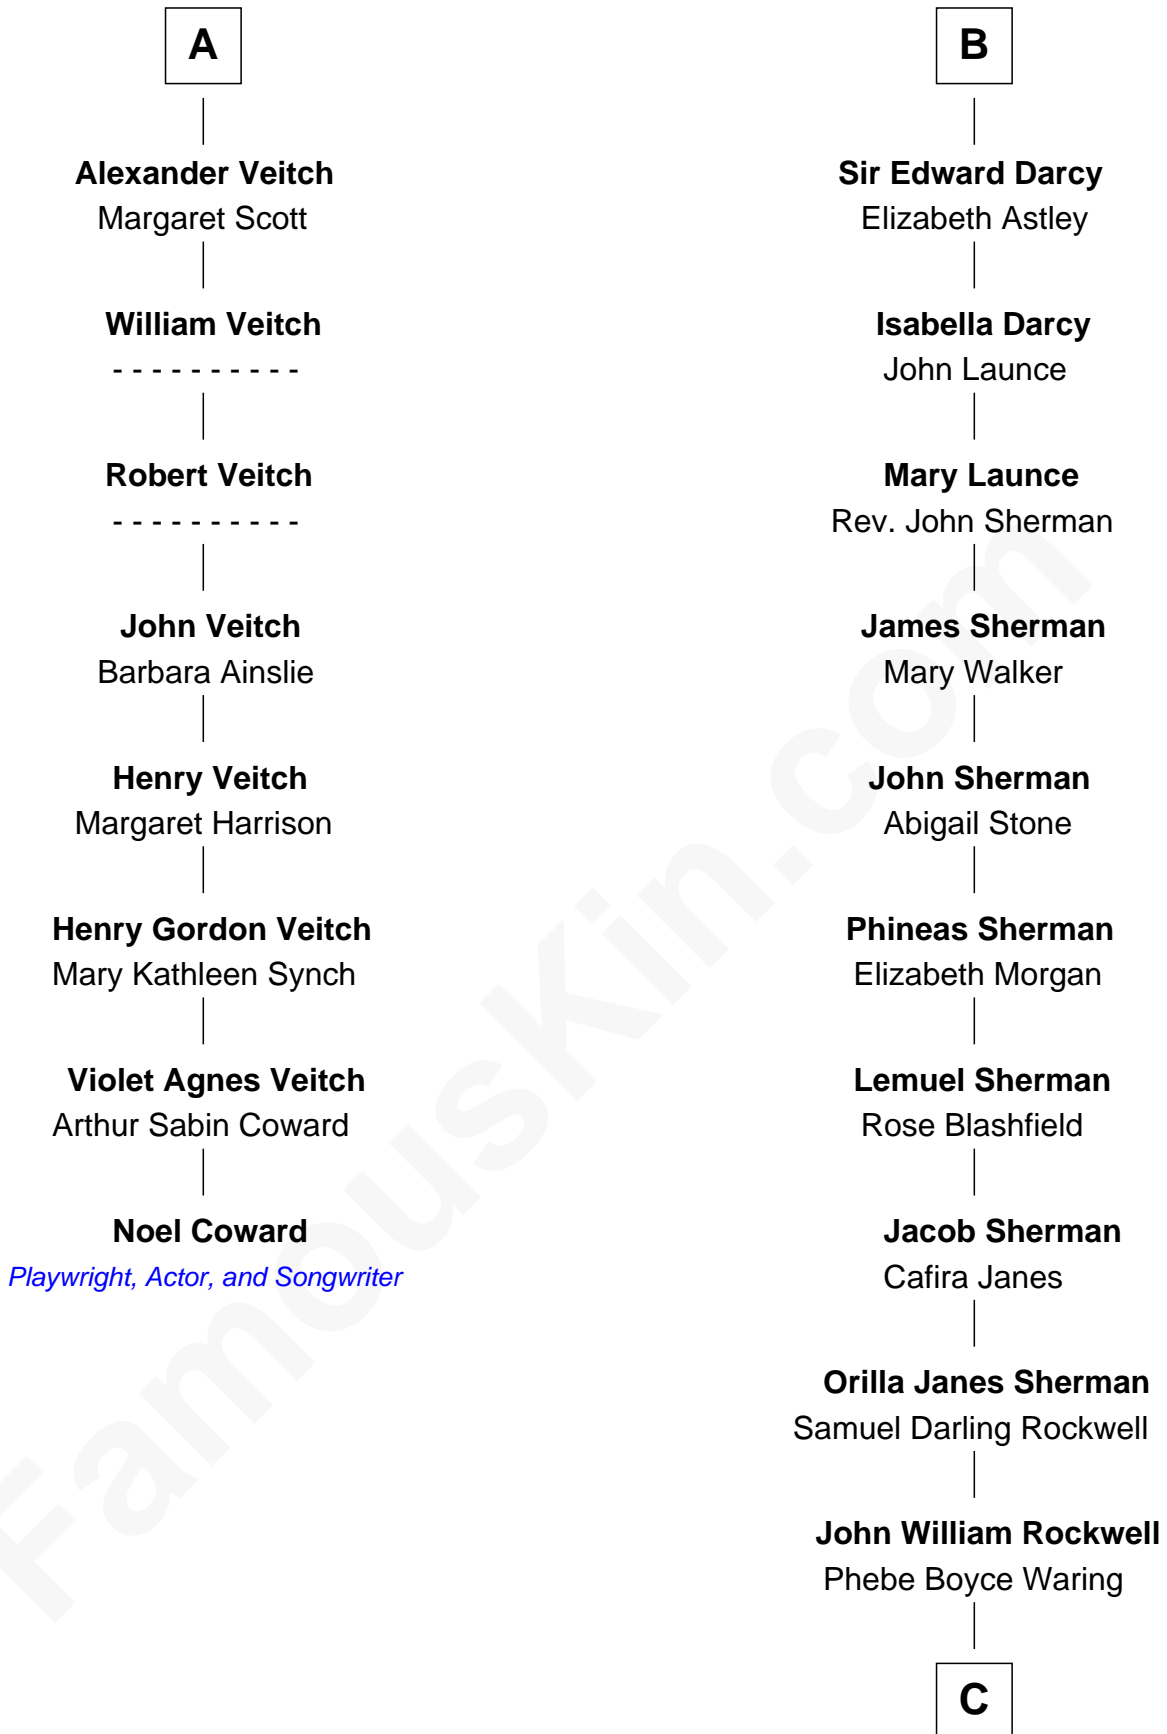 A
Alexander Veitch
Margaret Scott
William Veitch
- - - - - - - - - -
Robert Veitch
- - - - - - - - - -
John Veitch
Barbara Ainslie
Henry Veitch
Margaret Harrison
Henry Gordon Veitch
Mary Kathleen Synch
Violet Agnes Veitch
Arthur Sabin Coward
Noel Coward
Playwright, Actor, and Songwriter
B
Sir Edward Darcy
Elizabeth Astley
Isabella Darcy
John Launce
Mary Launce
Rev. John Sherman
James Sherman
Mary Walker
John Sherman
Abigail Stone
Phineas Sherman
Elizabeth Morgan
Lemuel Sherman
Rose Blashfield
Jacob Sherman
Cafira Janes
Orilla Janes Sherman
Samuel Darling Rockwell
John William Rockwell
Phebe Boyce Waring
C
FamousKin.com